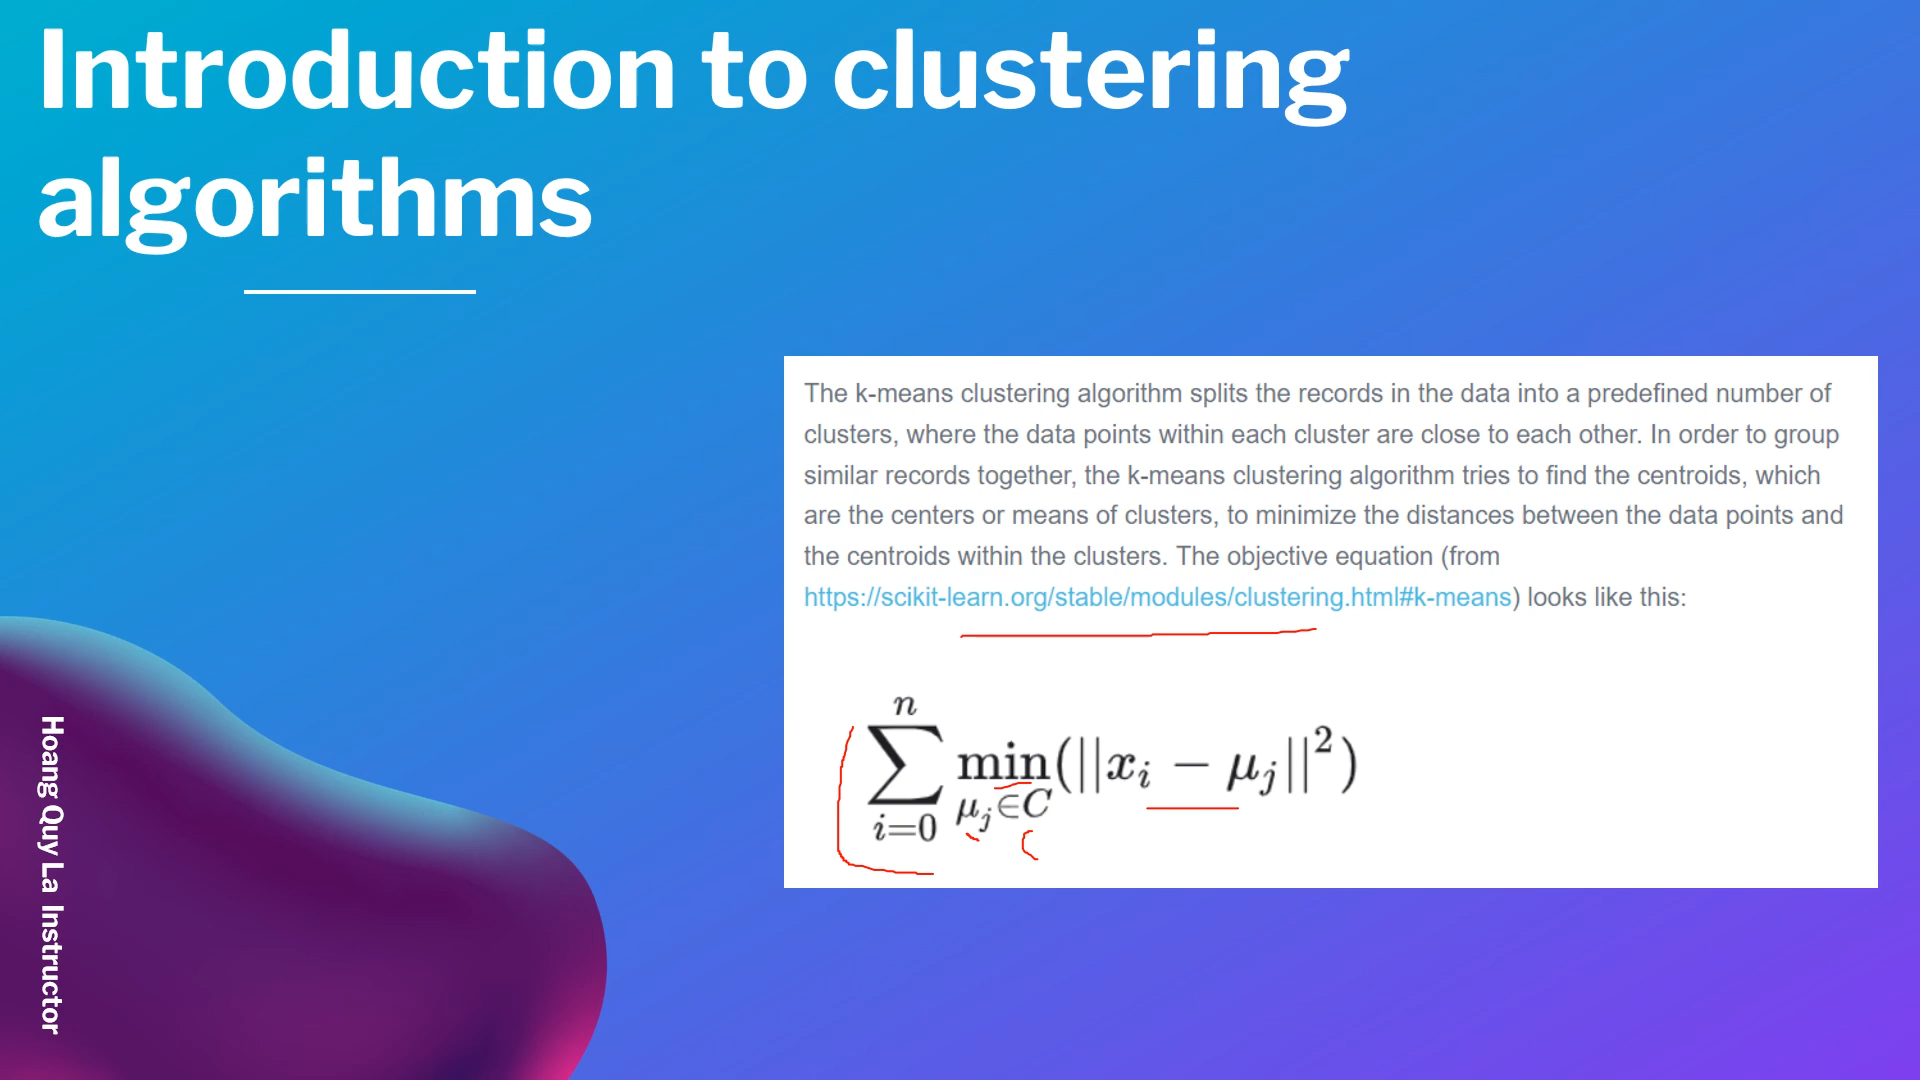 Introduction to clustering
algorithms
The k-means clustering algorithm splits the records in the data into a predefined number of
clusters, where the data points within each cluster are close to each other. In order to group
similar records together, the k-means clustering algorithm tries to find the centroids, which
are the centers or means of clusters, to minimize the distances between the data points and
the centroids within the clusters. The objective equation (from
https://scikit-learn.org/stable/modules/clustering.html#k-means) looks like this:
n
∑ min(||xᵢ − μⱼ||²)
i=0 μⱼ∈C
Hoang Quy La Instructor